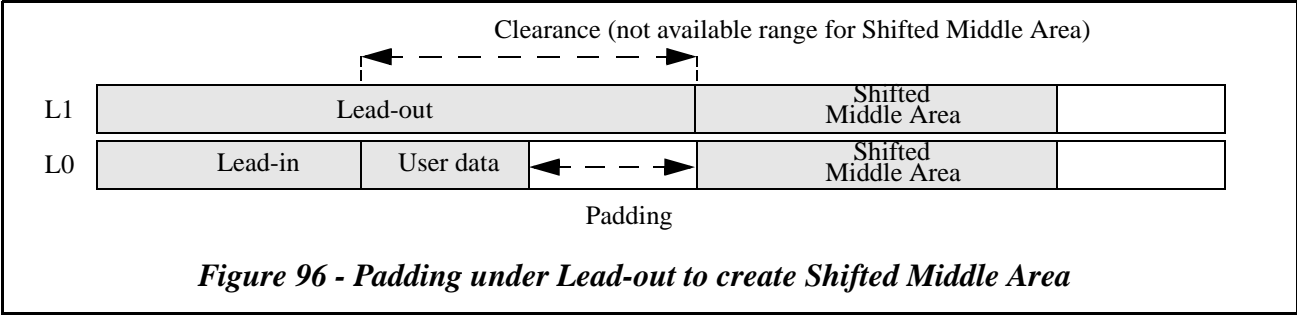 Clearance (not available range for Shifted Middle Area)
L1
Lead-out
Shifted
Middle Area
L0
Lead-in
User data
Shifted
Middle Area
Padding
Figure 96 - Padding under Lead-out to create Shifted Middle Area